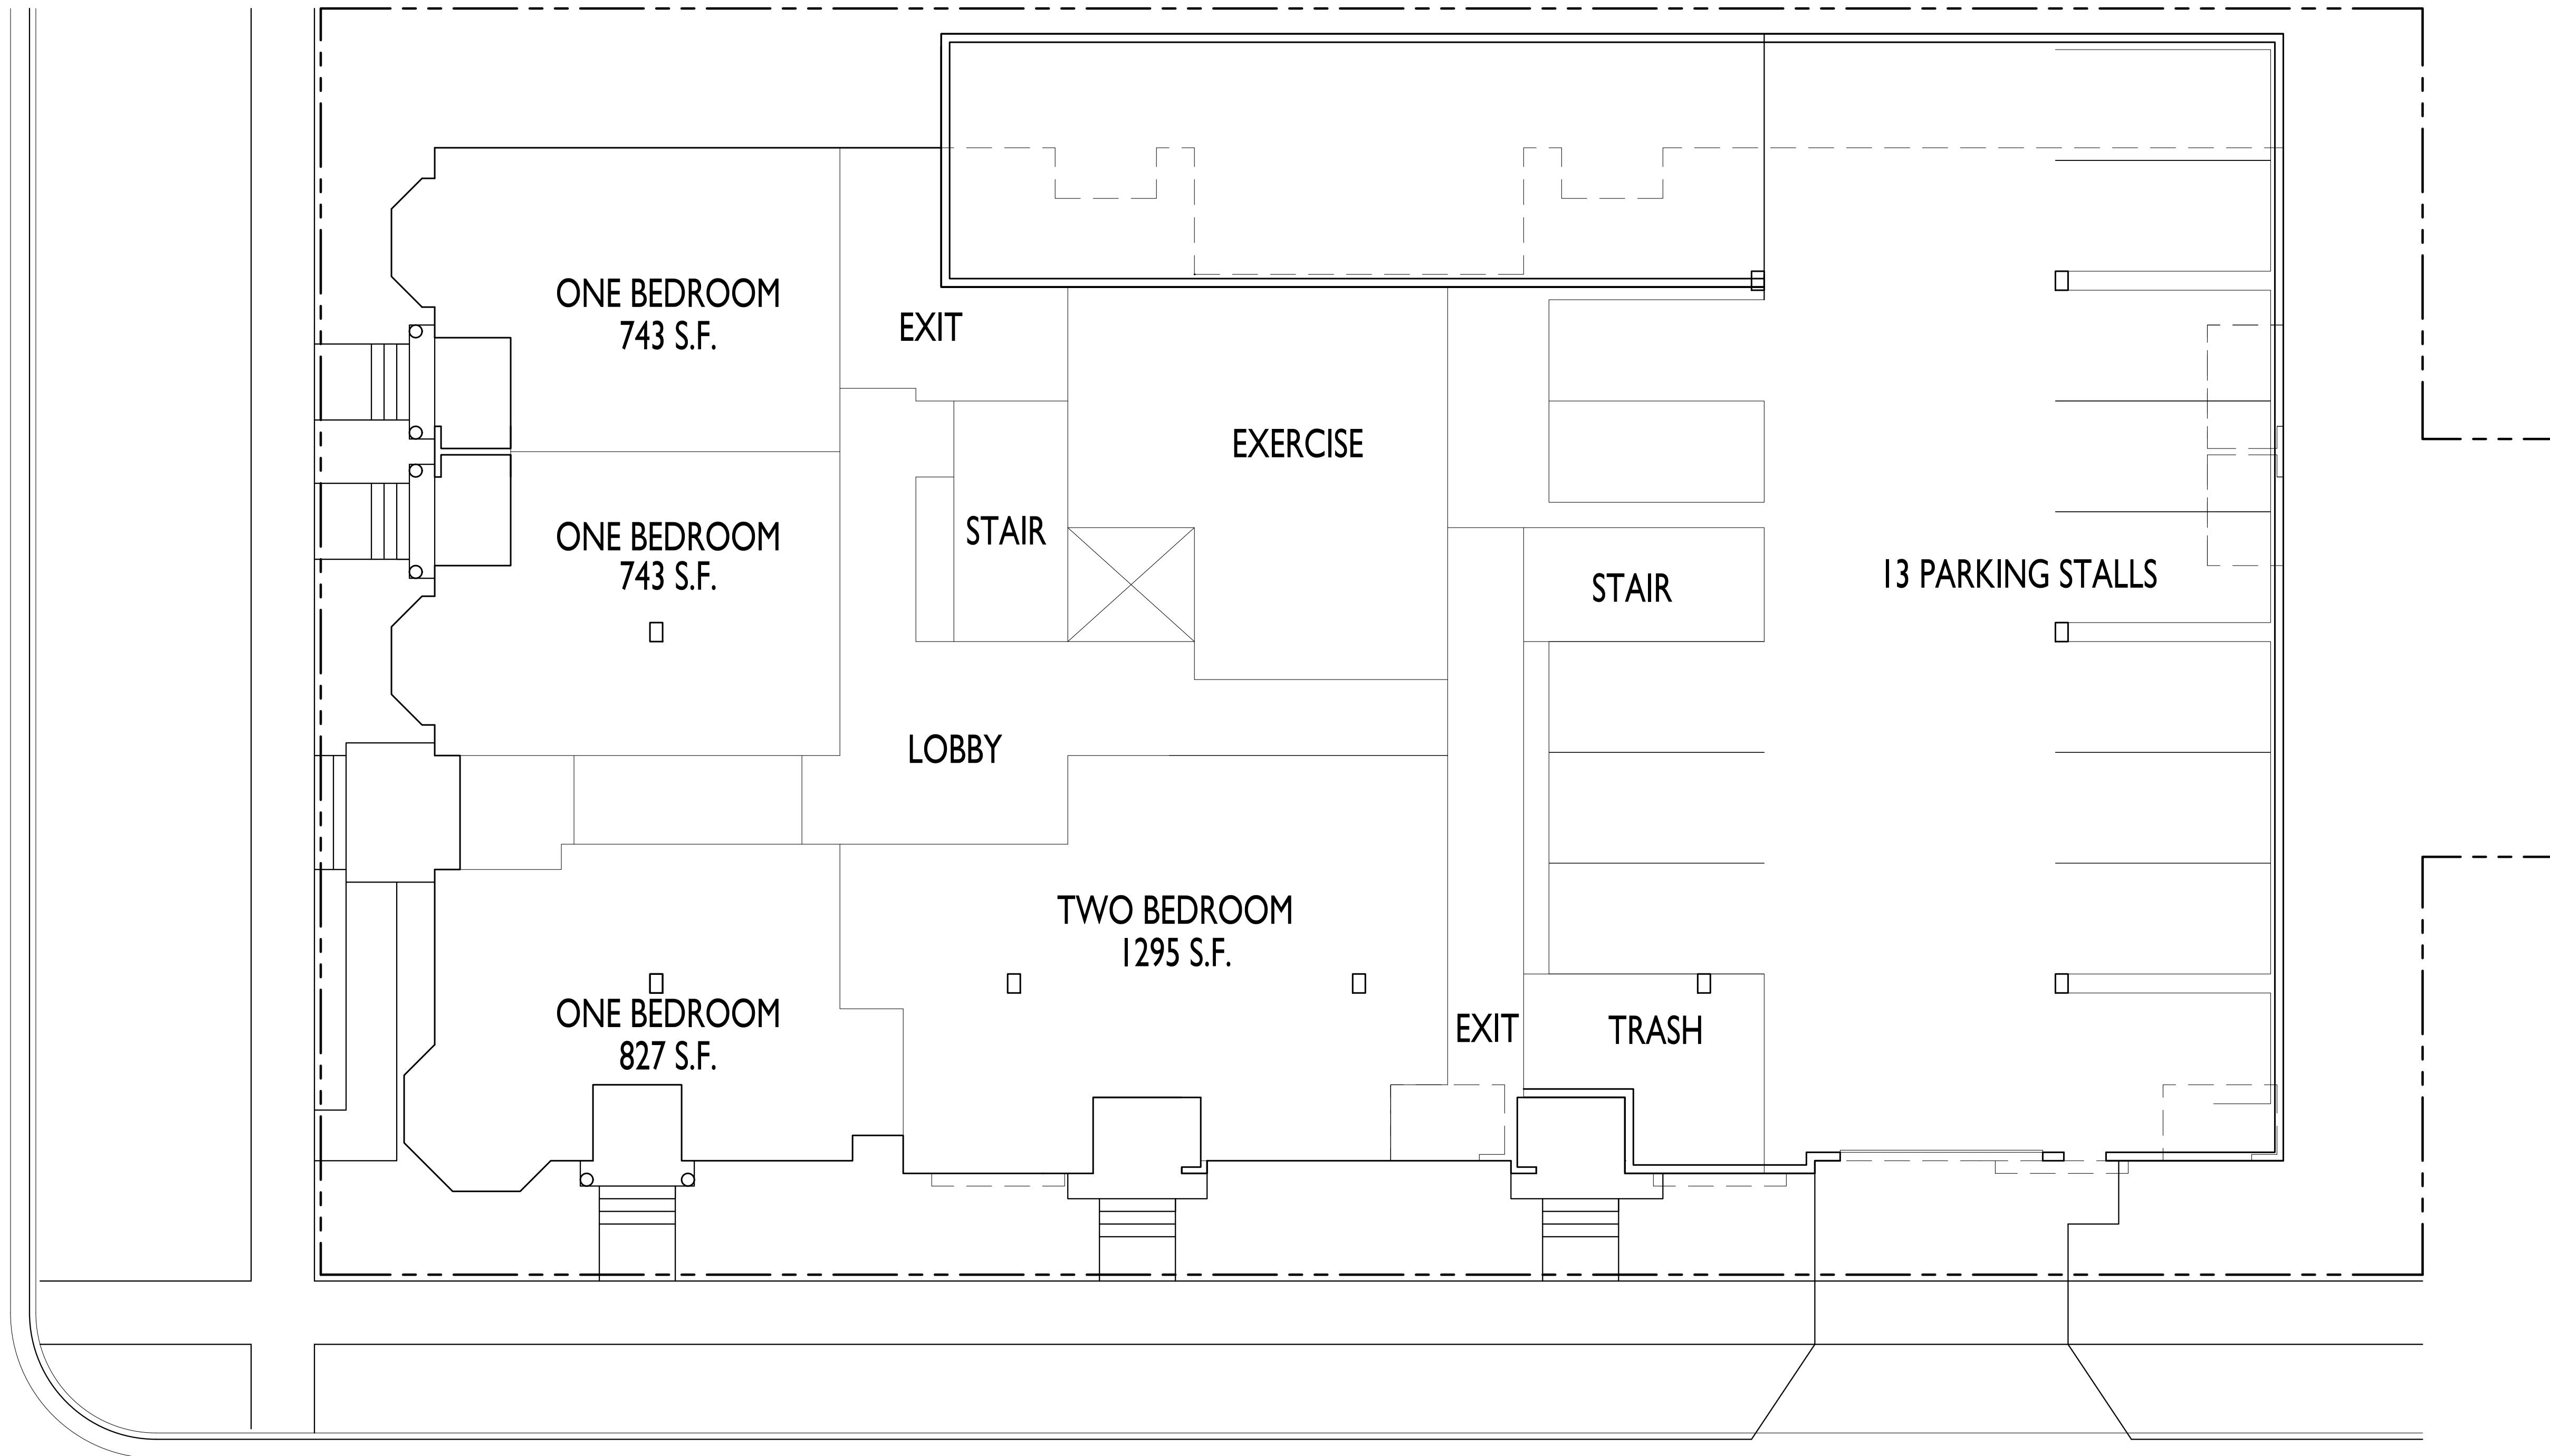 ONE BEDROOM
743 S.F.
EXIT
EXERCISE
ONE BEDROOM
743 S.F.
STAIR
STAIR
13 PARKING STALLS
LOBBY
TWO BEDROOM
1295 S.F.
ONE BEDROOM
827 S.F.
EXIT
TRASH